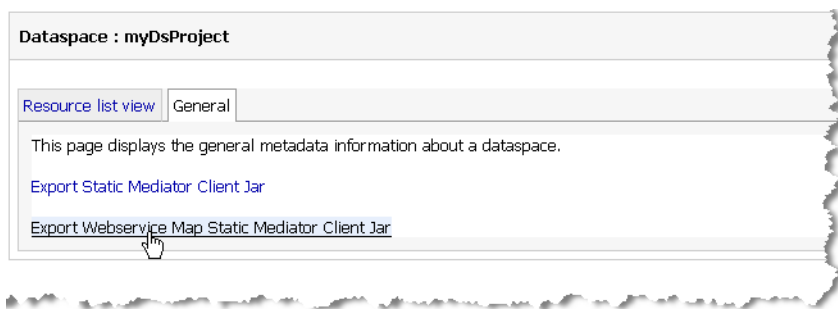 Dataspace : myDsProject
Resource list view General
This page displays the general metadata information about a dataspace.
Export Static Mediator Client Jar
Export Webservice Map Static Mediator Client Jar